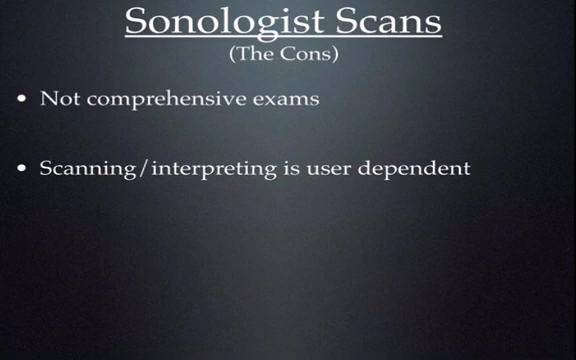 Sonologist Scans
(The Cons)
• Not comprehensive exams
• Scanning/interpreting is user dependent